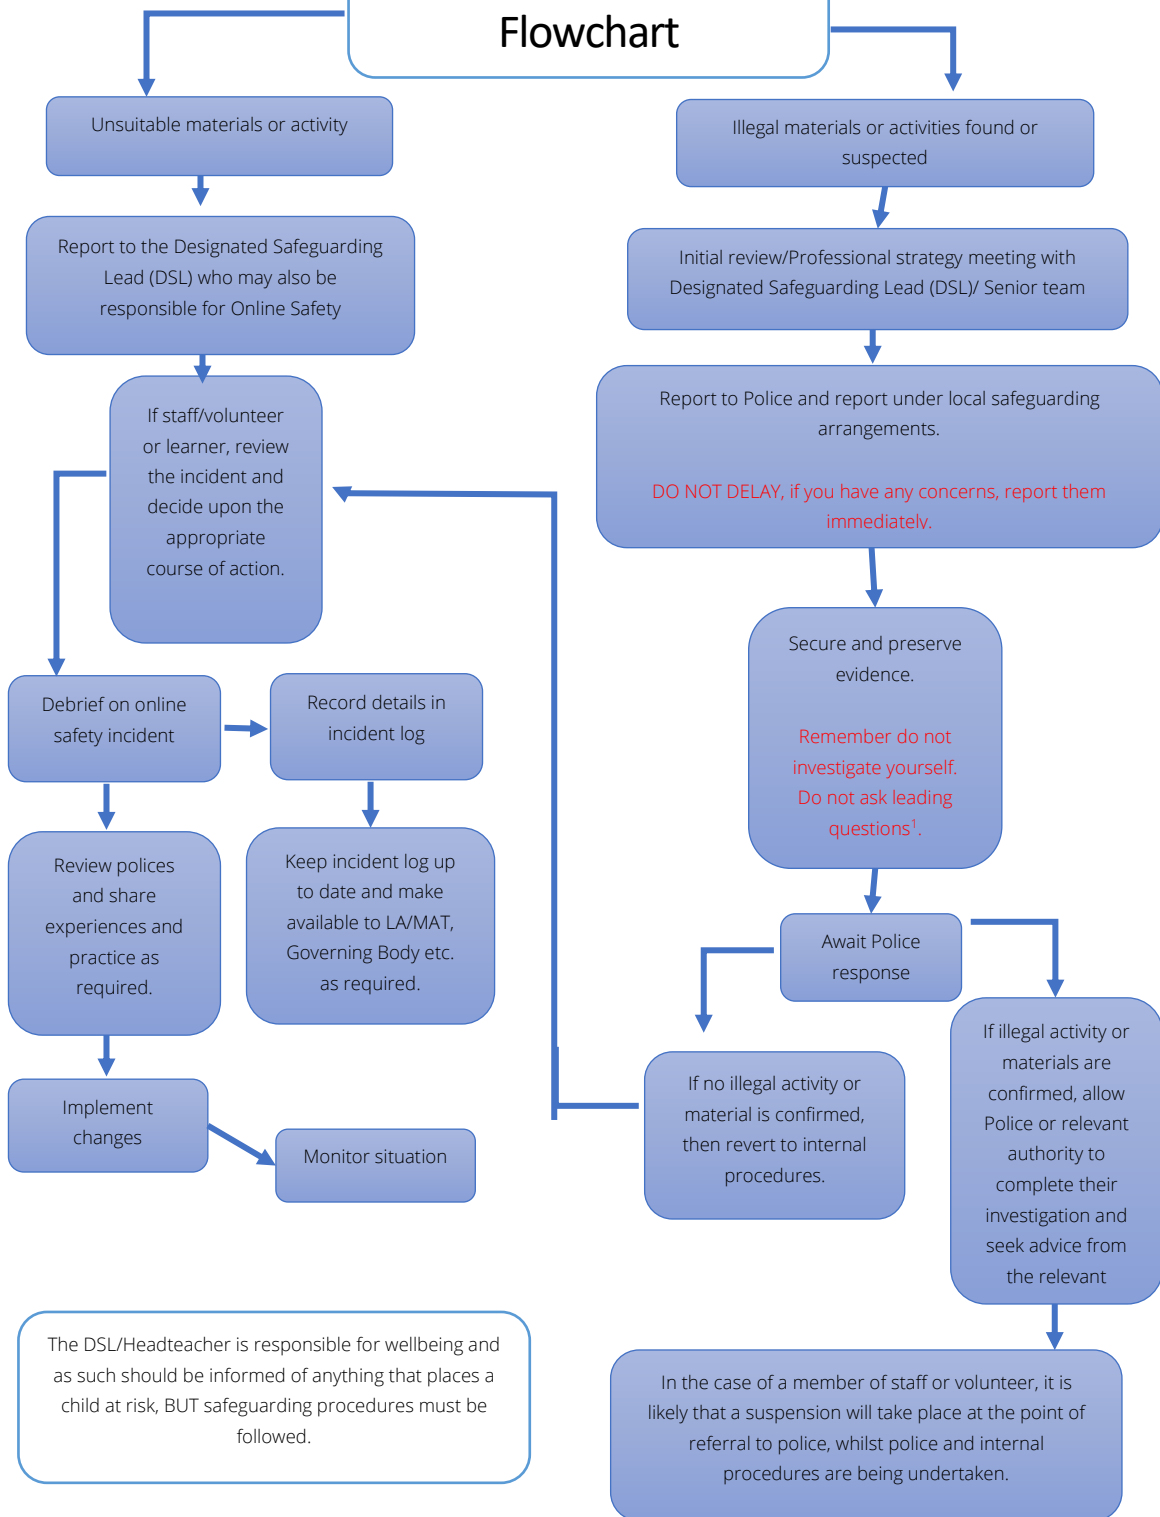 Flowchart
Unsuitable materials or activity
Report to the Designated Safeguarding
Lead (DSL) who may also be
responsible for Online Safety
If staff/volunteer
or learner, review
the incident and
decide upon the
appropriate
course of action.
Debrief on online
safety incident
Record details in
incident log
Review polices
and share
experiences and
practice as
required.
Keep incident log up
to date and make
available to LA/MAT,
Governing Body etc.
as required.
Implement
changes
Monitor situation
Illegal materials or activities found or
suspected
Initial review/Professional strategy meeting with
Designated Safeguarding Lead (DSL)/ Senior team
Report to Police and report under local safeguarding
arrangements.
DO NOT DELAY, if you have any concerns, report them
immediately.
Secure and preserve
evidence.
Remember do not
investigate yourself.
Do not ask leading
questions¹.
Await Police
response
If no illegal activity or
material is confirmed,
then revert to internal
procedures.
If illegal activity or
materials are
confirmed, allow
Police or relevant
authority to
complete their
investigation and
seek advice from
the relevant
In the case of a member of staff or volunteer, it is
likely that a suspension will take place at the point of
referral to police, whilst police and internal
procedures are being undertaken.
The DSL/Headteacher is responsible for wellbeing and
as such should be informed of anything that places a
child at risk, BUT safeguarding procedures must be
followed.